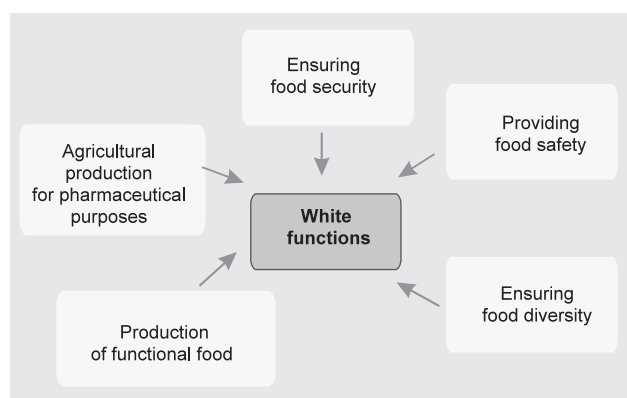 Ensuring
food security
Providing
food safety
Agricultural
production
for pharmaceutical
purposes
White
functions
Ensuring
food diversity
Production
of functional food